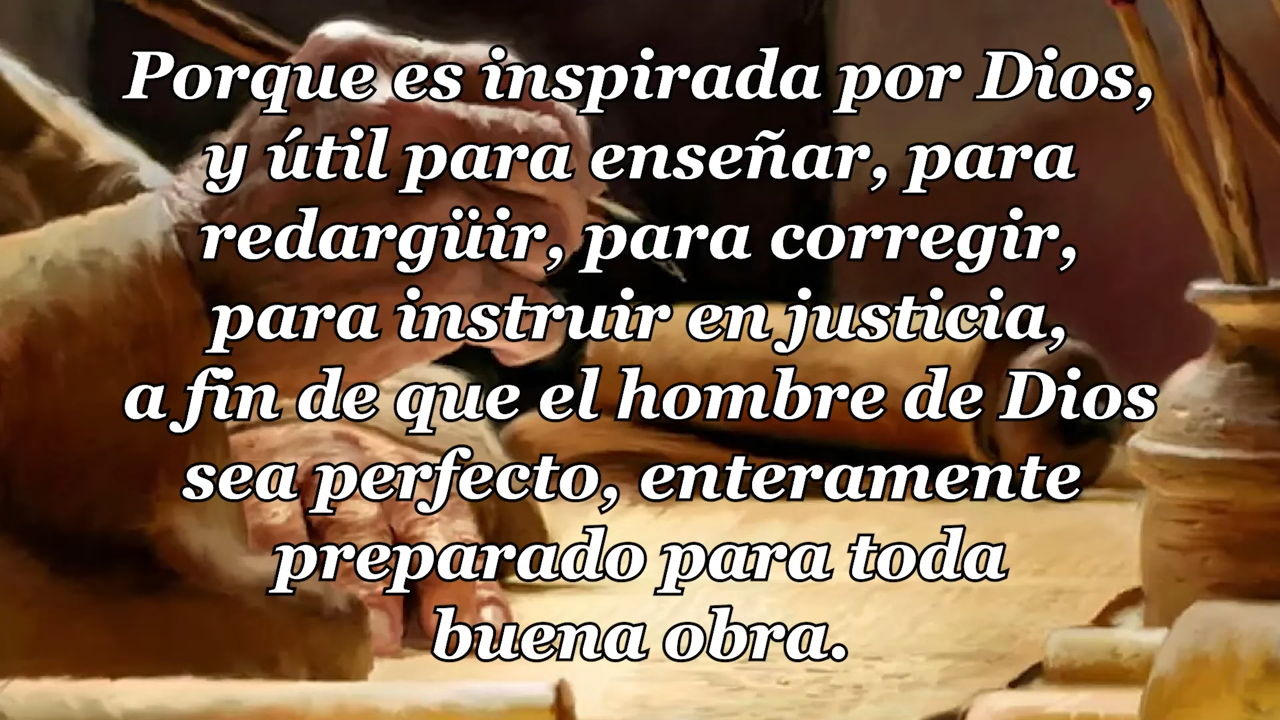 Porque es inspirada por Dios,
y útil para enseñar, para
redargüir, para corregir,
para instruir en justicia,
a fin de que el hombre de Dios
sea perfecto, enteramente
preparado para toda
buena obra.